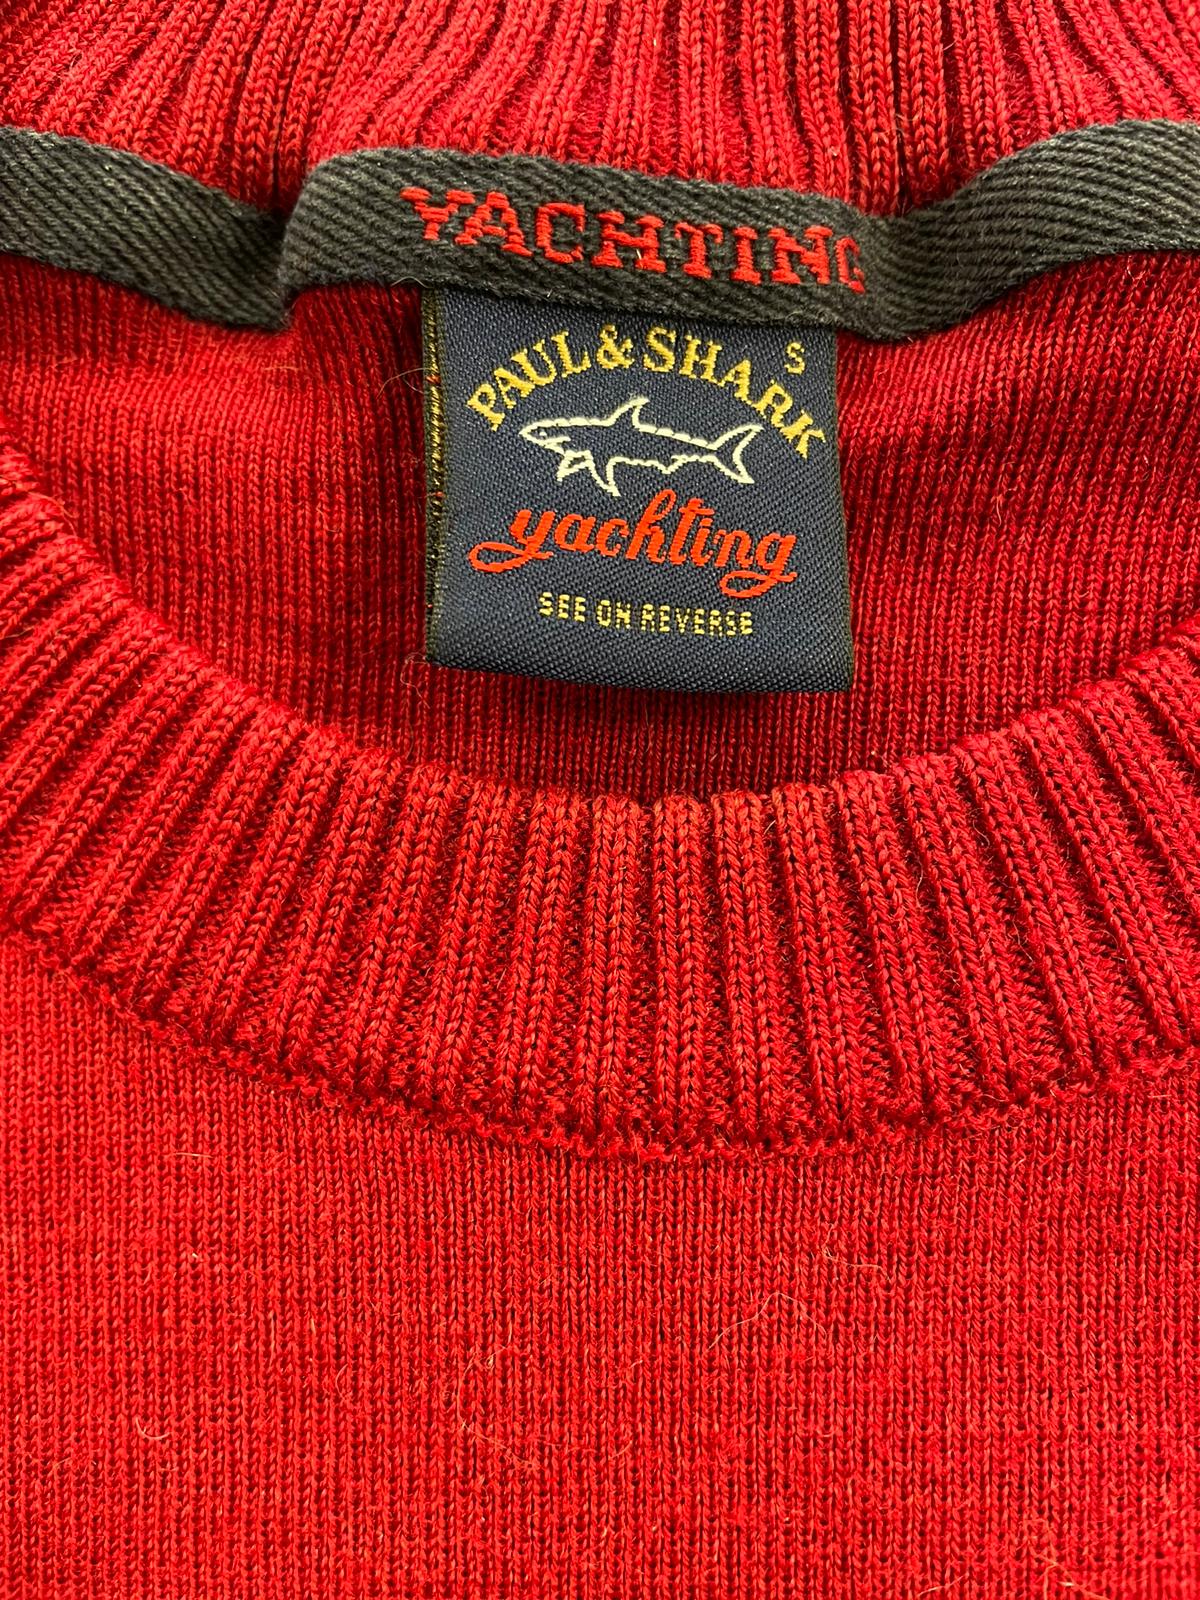 YACHTING
S
PAUL & SHARK
yachting
SEE ON REVERSE